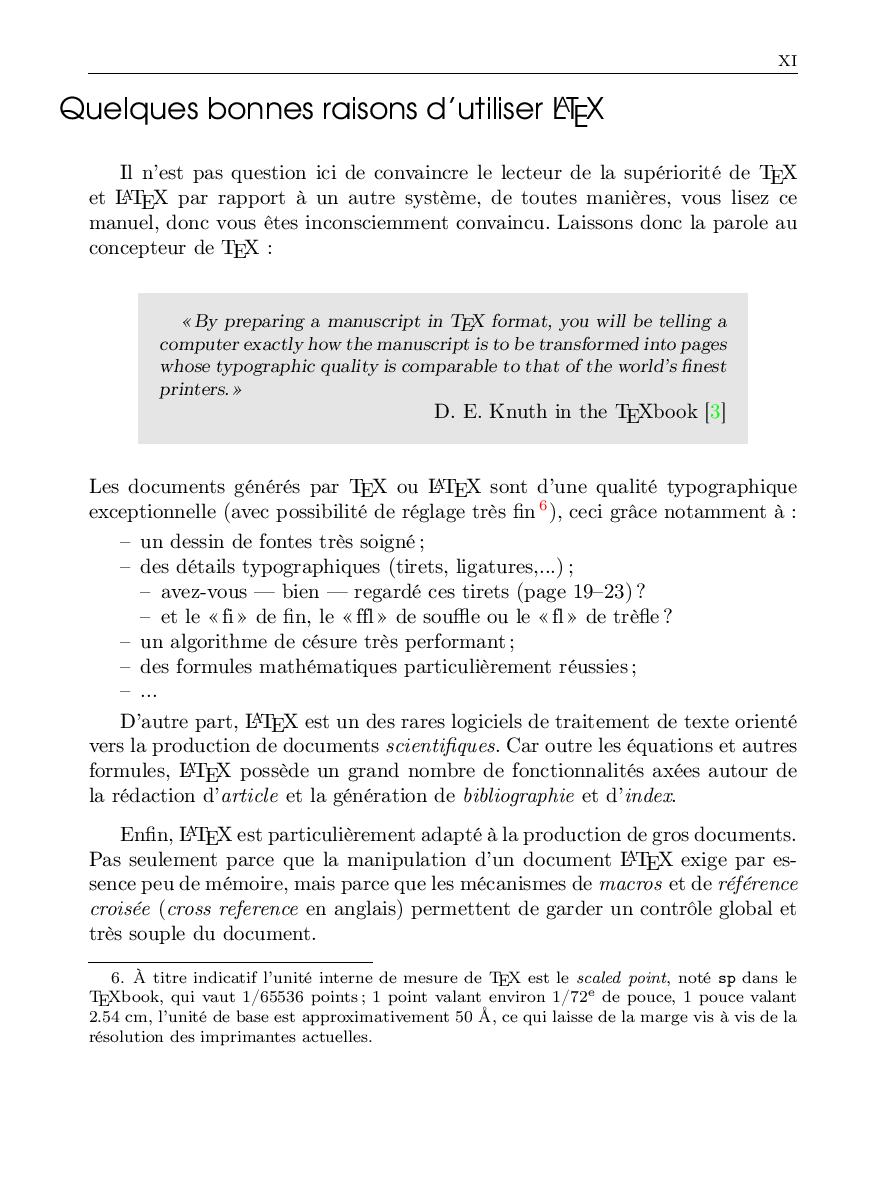 XI
Quelques bonnes raisons d'utiliser LATEX
Il n'est pas question ici de convaincre le lecteur de la supériorité de TEX
et LATEX par rapport à un autre système, de toutes manières, vous lisez ce
manuel, donc vous êtes inconsciemment convaincu. Laissons donc la parole au
concepteur de TEX :
« By preparing a manuscript in TEX format, you will be telling a
computer exactly how the manuscript is to be transformed into pages
whose typographic quality is comparable to that of the world's finest
printers. »
D. E. Knuth in the TEXbook [3]
Les documents générés par TEX ou LATEX sont d'une qualité typographique
exceptionnelle (avec possibilité de réglage très fin 6), ceci grâce notamment à :
– un dessin de fontes très soigné ;
– des détails typographiques (tirets, ligatures,...) ;
– avez-vous — bien — regardé ces tirets (page 19–23) ?
– et le « fi » de fin, le « ffl » de souffle ou le « fl » de trèfle ?
– un algorithme de césure très performant ;
– des formules mathématiques particulièrement réussies ;
– ...
D'autre part, LATEX est un des rares logiciels de traitement de texte orienté
vers la production de documents scientifiques. Car outre les équations et autres
formules, LATEX possède un grand nombre de fonctionnalités axées autour de
la rédaction d'article et la génération de bibliographie et d'index.
Enfin, LATEX est particulièrement adapté à la production de gros documents.
Pas seulement parce que la manipulation d'un document LATEX exige par es-
sence peu de mémoire, mais parce que les mécanismes de macros et de référence
croisée (cross reference en anglais) permettent de garder un contrôle global et
très souple du document.
6. À titre indicatif l'unité interne de mesure de TEX est le scaled point, noté sp dans le
TEXbook, qui vaut 1/65536 points ; 1 point valant environ 1/72e de pouce, 1 pouce valant
2.54 cm, l'unité de base est approximativement 50 Å, ce qui laisse de la marge vis à vis de la
résolution des imprimantes actuelles.